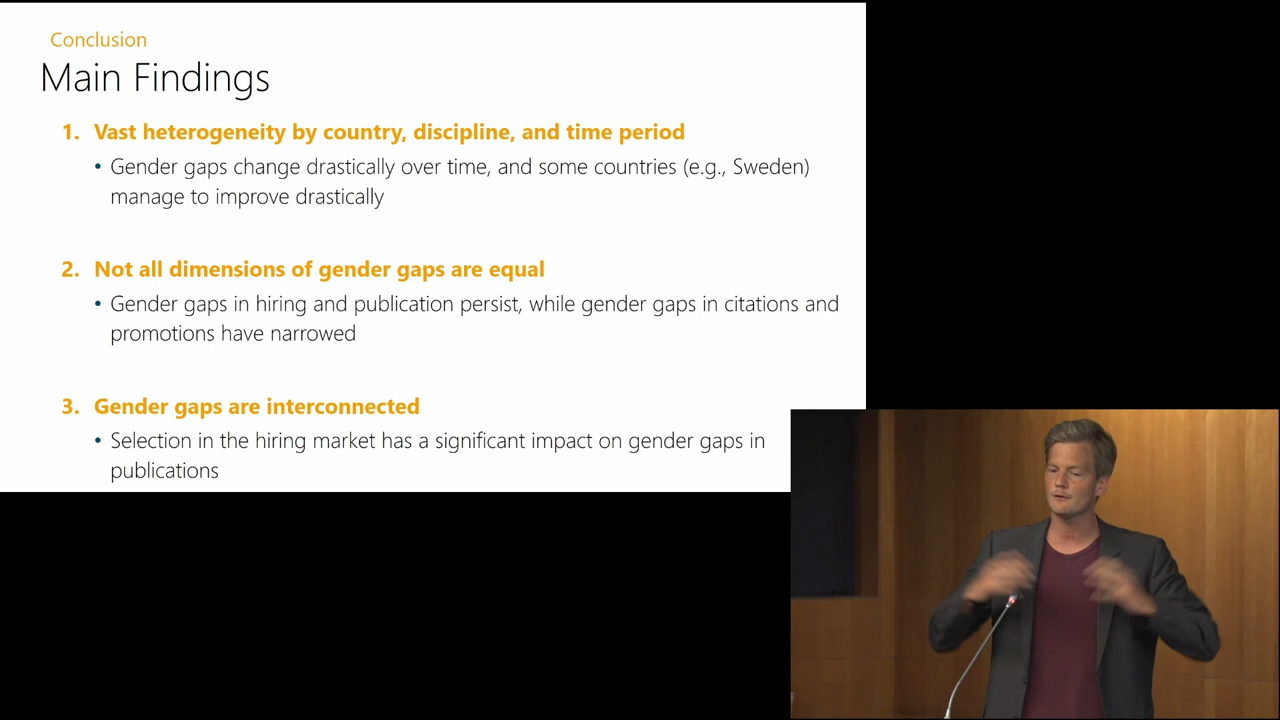 Conclusion
Main Findings
1. Vast heterogeneity by country, discipline, and time period
• Gender gaps change drastically over time, and some countries (e.g., Sweden)
manage to improve drastically
2. Not all dimensions of gender gaps are equal
• Gender gaps in hiring and publication persist, while gender gaps in citations and
promotions have narrowed
3. Gender gaps are interconnected
• Selection in the hiring market has a significant impact on gender gaps in
publications